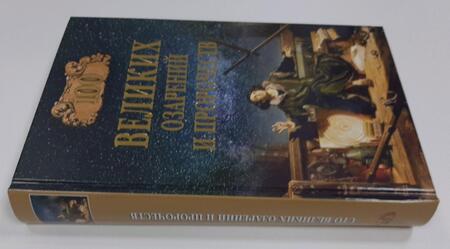 100
ВЕЛИКИХ
ОЗАРЕНИЙ
И ПРОРОЧЕСТВ
СТО ВЕЛИКИХ ОЗАРЕНИЙ И ПРОРОЧЕСТВ